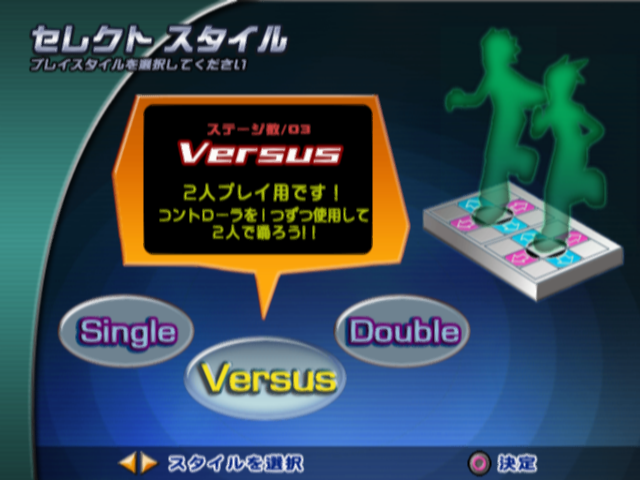 セレクト スタイル
プレイスタイルを選択してください
ステージ数/03
Versus
2人プレイ用です!
コントローラを1つずつ使用して
2人で踊ろう!!
Single
Double
Versus
スタイルを選択
決定